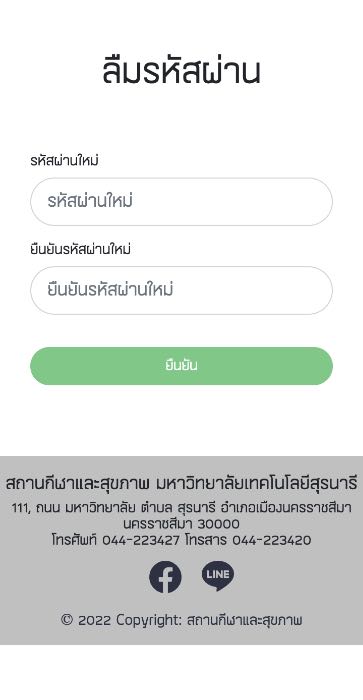 ลืมรหัสผ่าน
รหัสผ่านใหม่
รหัสผ่านใหม่
ยืนยันรหัสผ่านใหม่
ยืนยันรหัสผ่านใหม่
ยืนยัน
สถานกีฬาและสุขภาพ มหาวิทยาลัยเทคโนโลยีสุรนารี
111, ถนน มหาวิทยาลัย ตำบล สุรนารี อำเภอเมืองนครราชสีมา
นครราชสีมา 30000
โทรศัพท์ 044-223427 โทรสาร 044-223420
LINE
© 2022 Copyright: สถานกีฬาและสุขภาพ